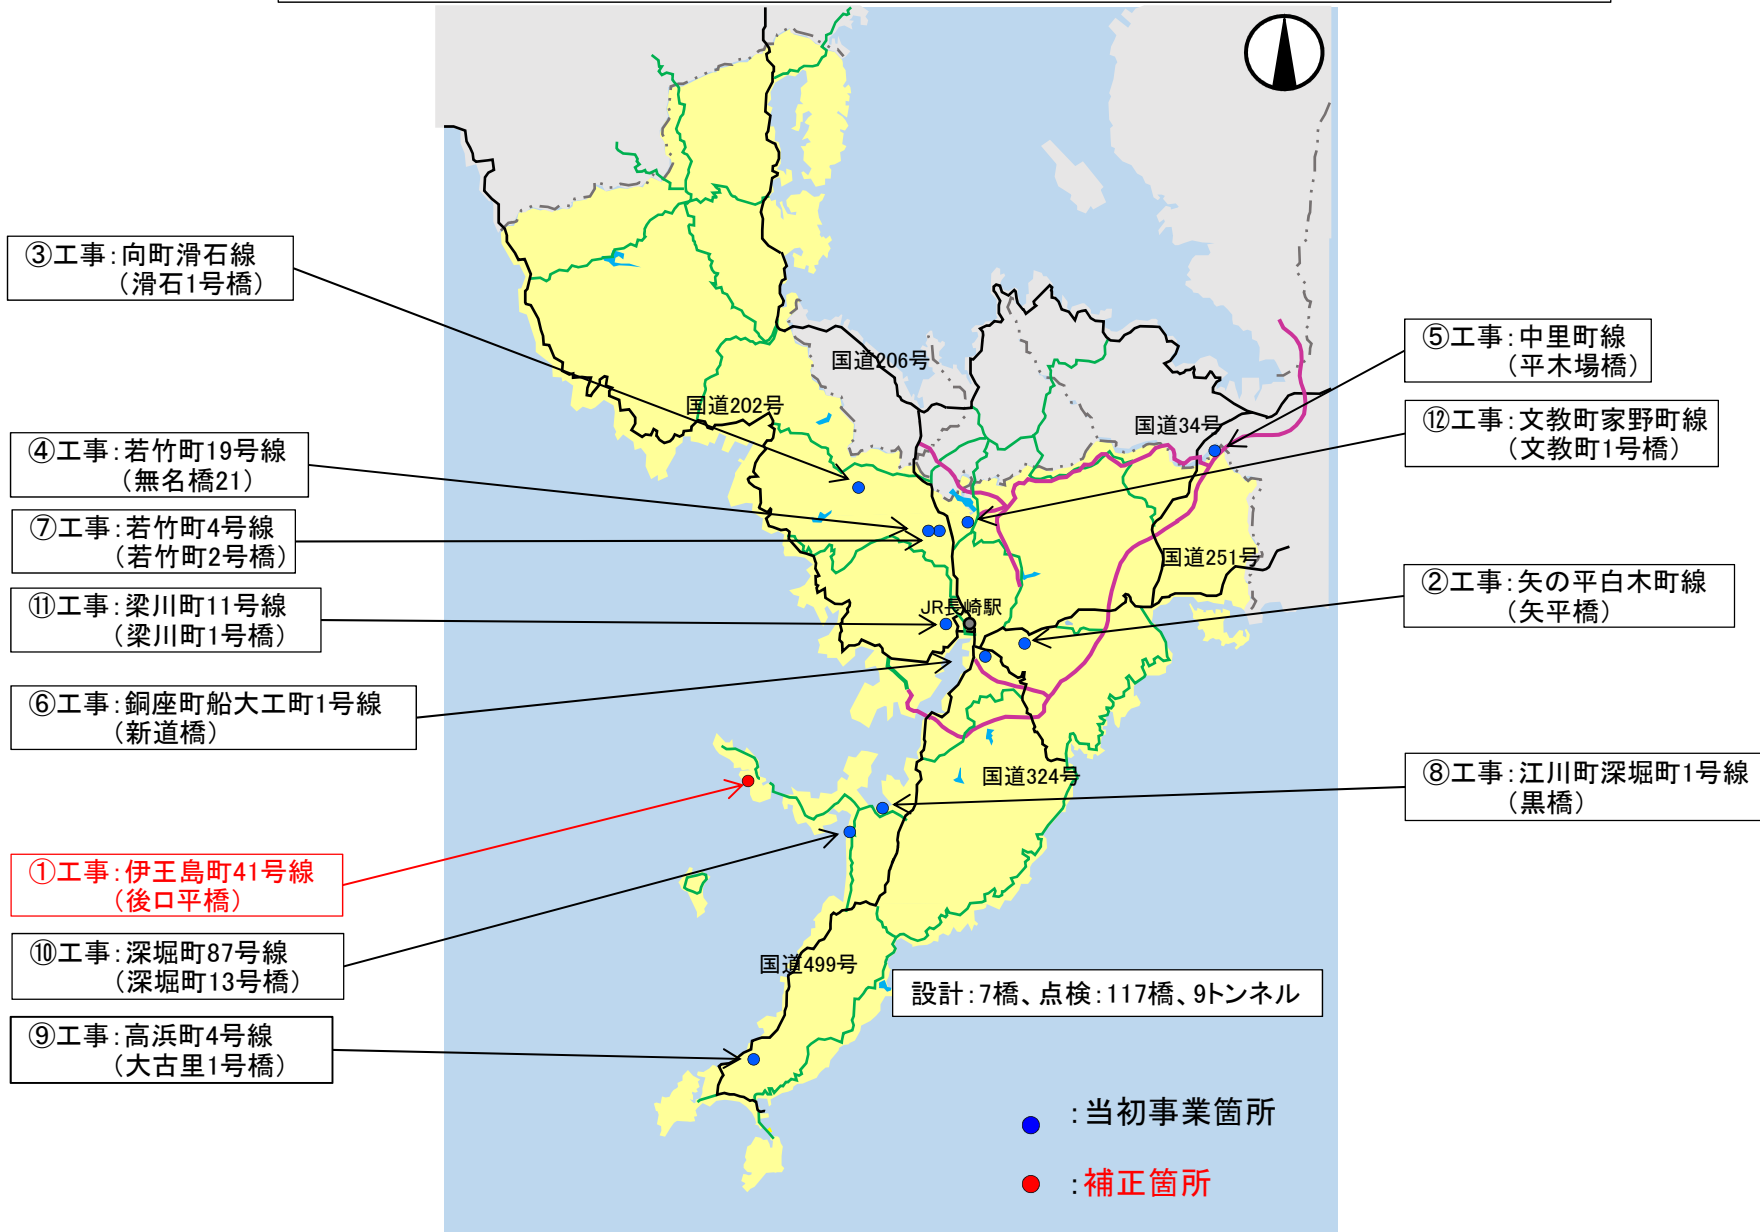 ③工事：向町滑石線
（滑石1号橋）
④工事：若竹町19号線
（無名橋21）
⑦工事：若竹町4号線
（若竹町2号橋）
⑪工事：梁川町11号線
（梁川町1号橋）
⑥工事：銅座町船大工町1号線
（新道橋）
①工事：伊王島町41号線
（後口平橋）
⑩工事：深堀町87号線
（深堀町13号橋）
⑨工事：高浜町4号線
（大古里1号橋）
国道206号
国道202号
国道34号
国道251号
JR長崎駅
国道324号
国道499号
⑤工事：中里町線
（平木場橋）
⑫工事：文教町家野町線
（文教町1号橋）
②工事：矢の平白木町線
（矢平橋）
⑧工事：江川町深堀町1号線
（黒橋）
設計：7橋、点検：117橋、9トンネル
：当初事業箇所
：補正箇所